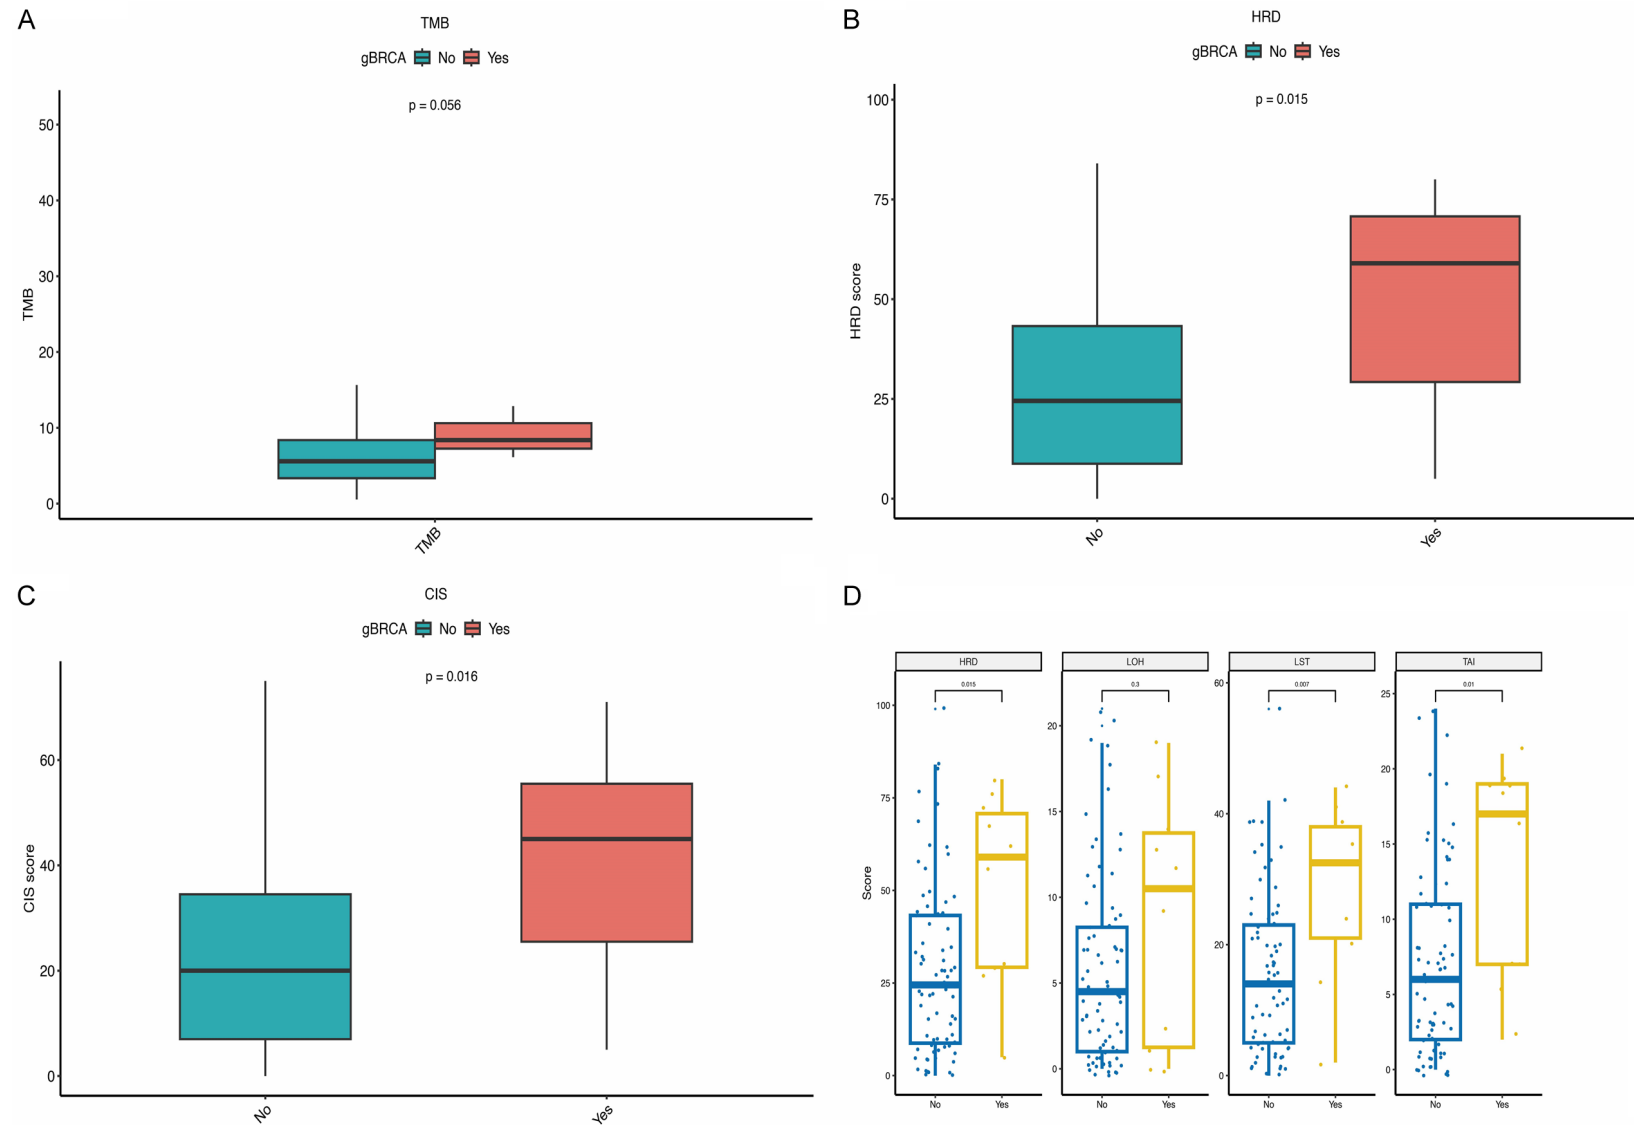 A
TMB
gBRCA No Yes
p = 0.056
50
40
30
20
10
0
TMB
TMB
B
HRD
gBRCA No Yes
p = 0.015
100
75
50
25
0
HRD score
No Yes
C
CIS
gBRCA No Yes
p = 0.016
60
40
20
0
CIS score
No Yes
D
HRD LOH LST TAI
0.015 0.3 0.007 0.01
Score
100
75
50
25
0
20
15
10
5
0
60
40
20
0
25
20
15
10
5
0
No Yes No Yes No Yes No Yes